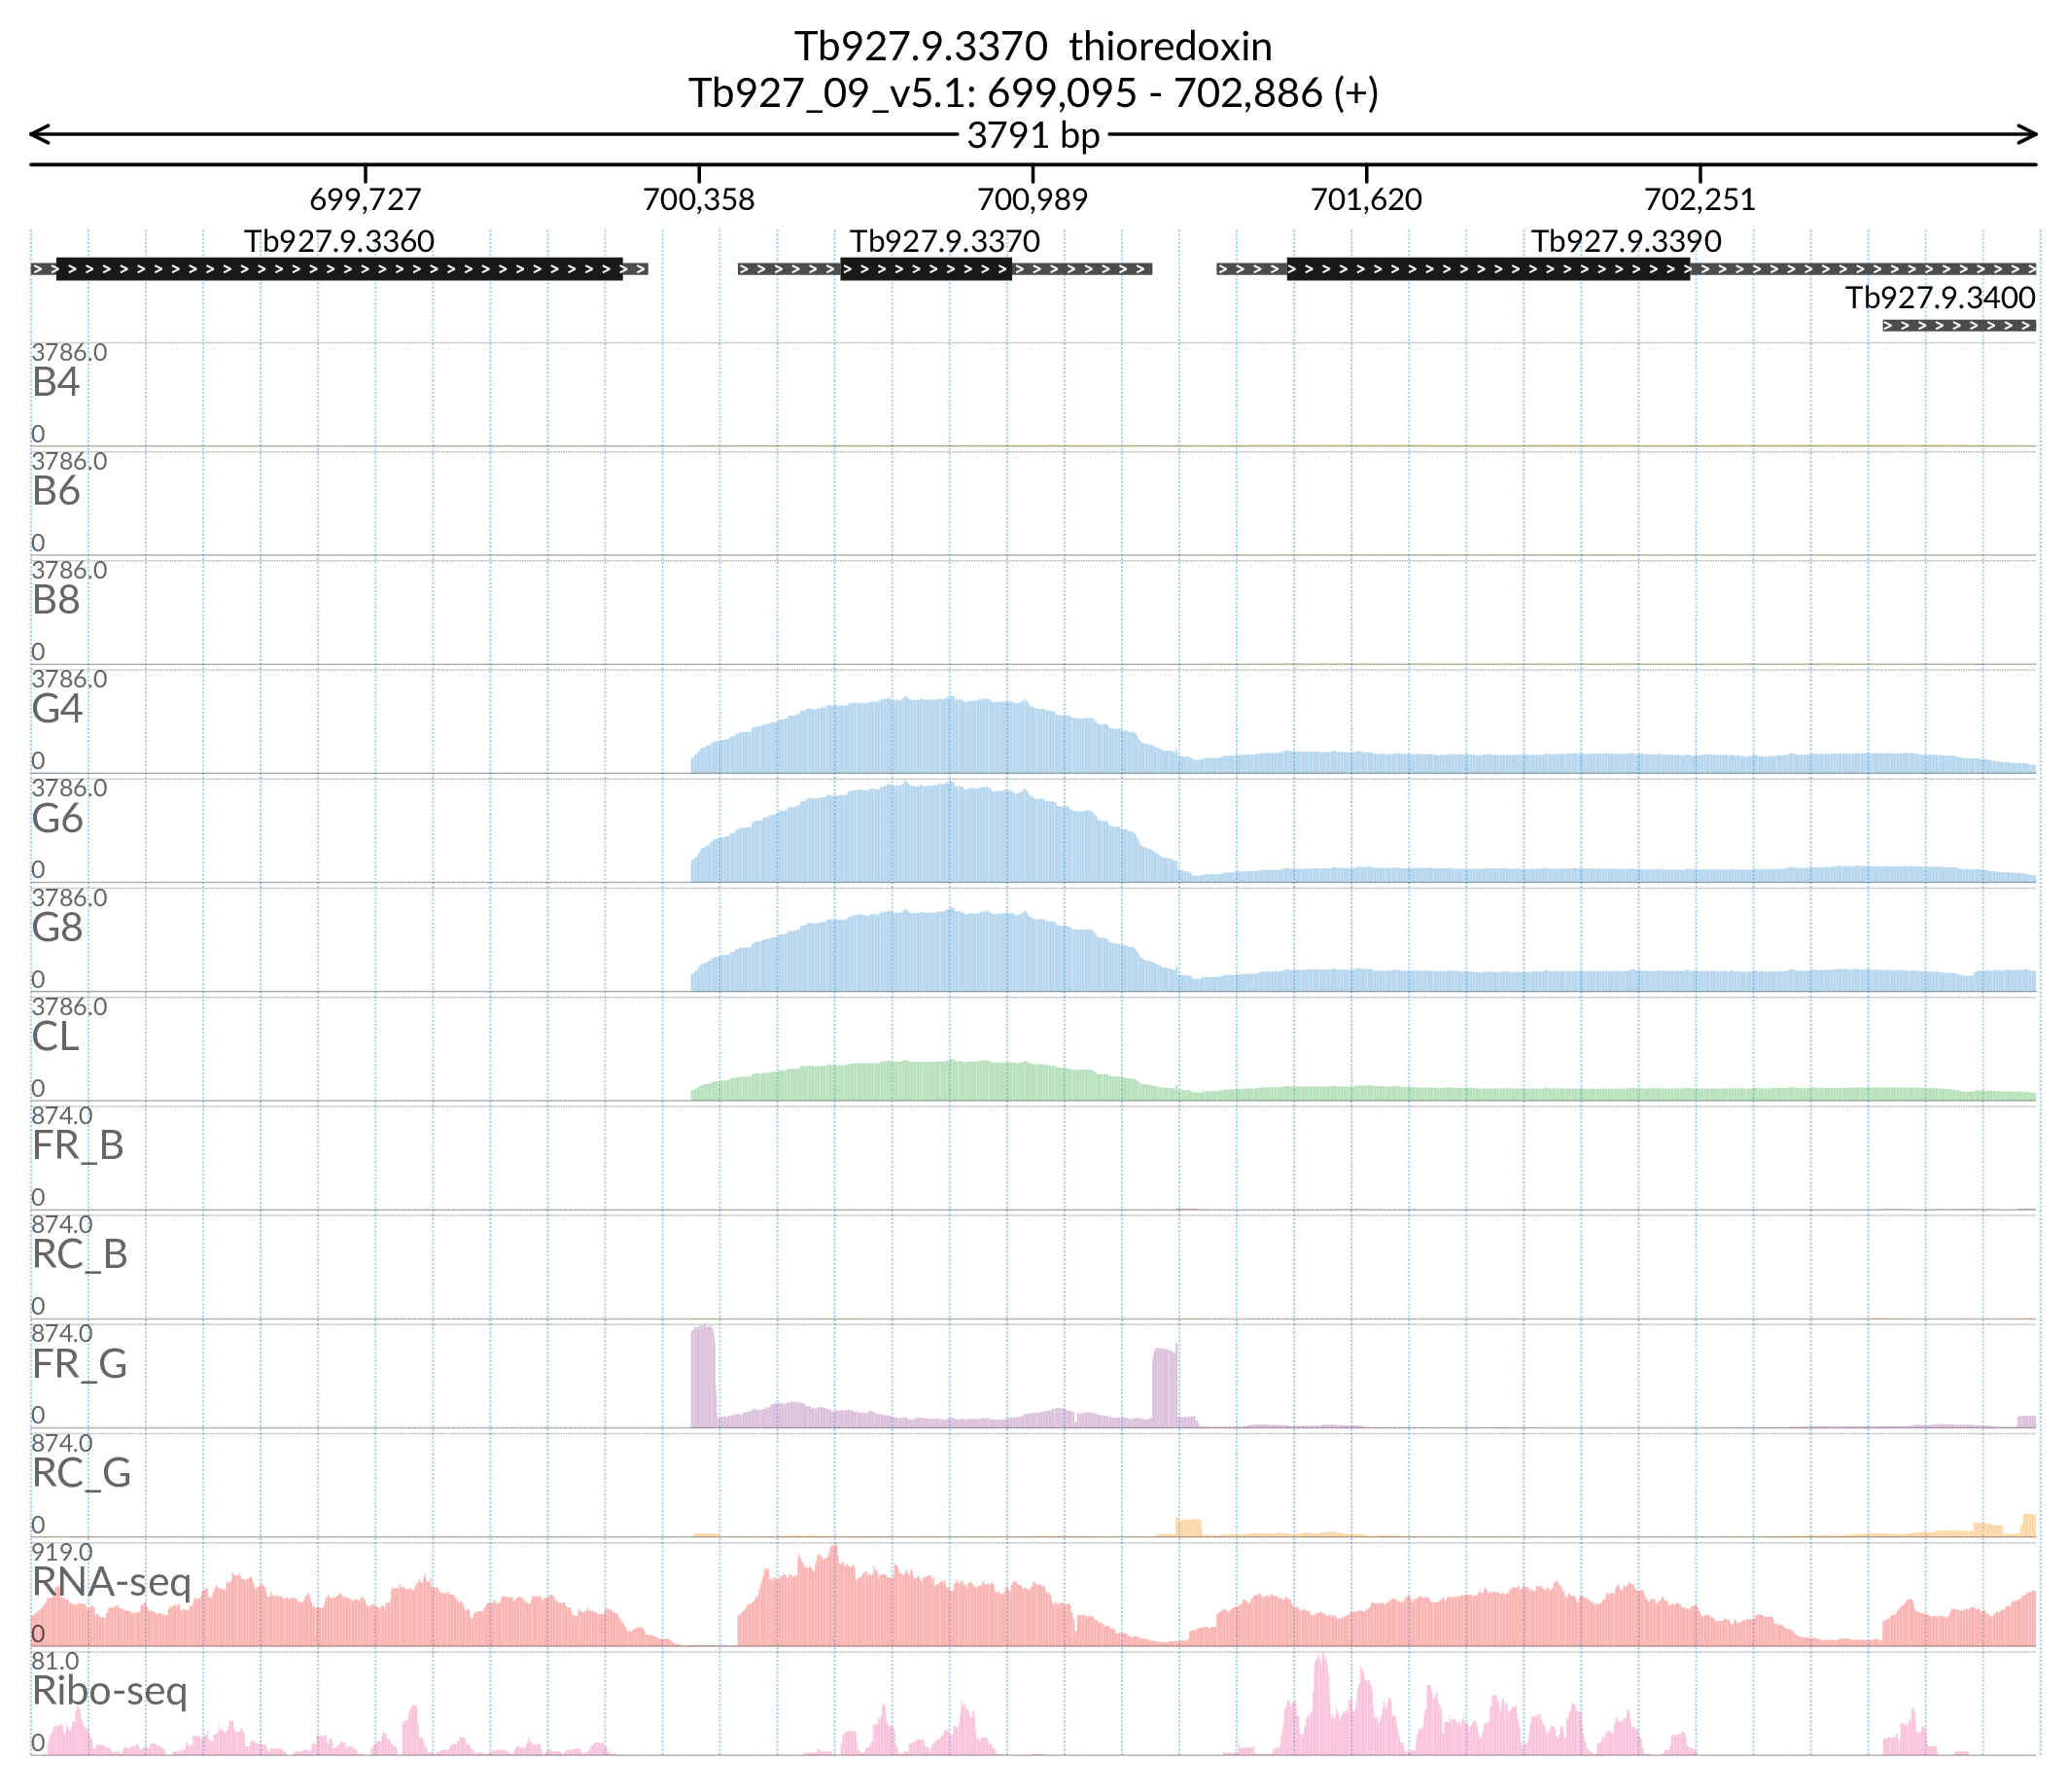 Tb927.9.3370 thioredoxin
Tb927_09_v5.1: 699,095 - 702,886 (+)
3791 bp
699,727 700,358 700,989 701,620 702,251
Tb927.9.3360 Tb927.9.3370 Tb927.9.3390
Tb927.9.3400
3786.0
B4
0
3786.0
B6
0
3786.0
B8
0
3786.0
G4
0
3786.0
G6
0
3786.0
G8
0
3786.0
CL
0
874.0
FR_B
0
874.0
RC_B
0
874.0
FR_G
0
874.0
RC_G
0
919.0
RNA-seq
0
81.0
Ribo-seq
0